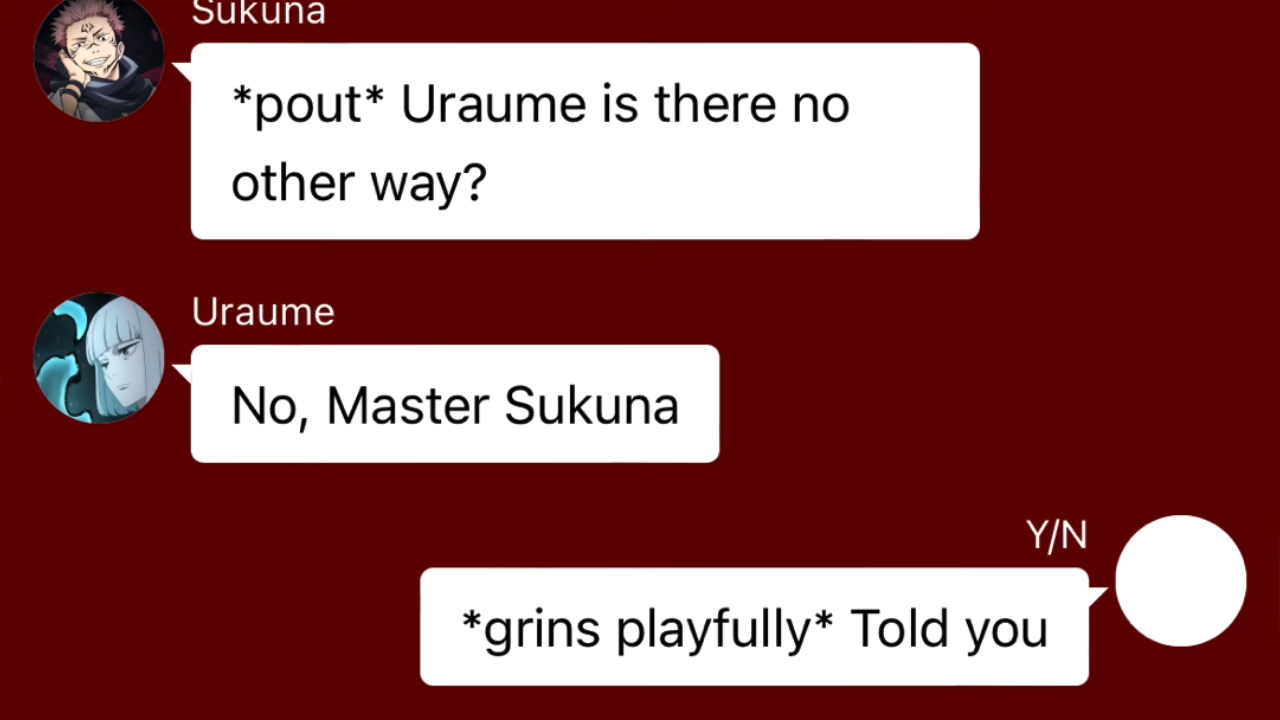 Sukuna
*pout* Uraume is there no
other way?
Uraume
No, Master Sukuna
Y/N
*grins playfully* Told you